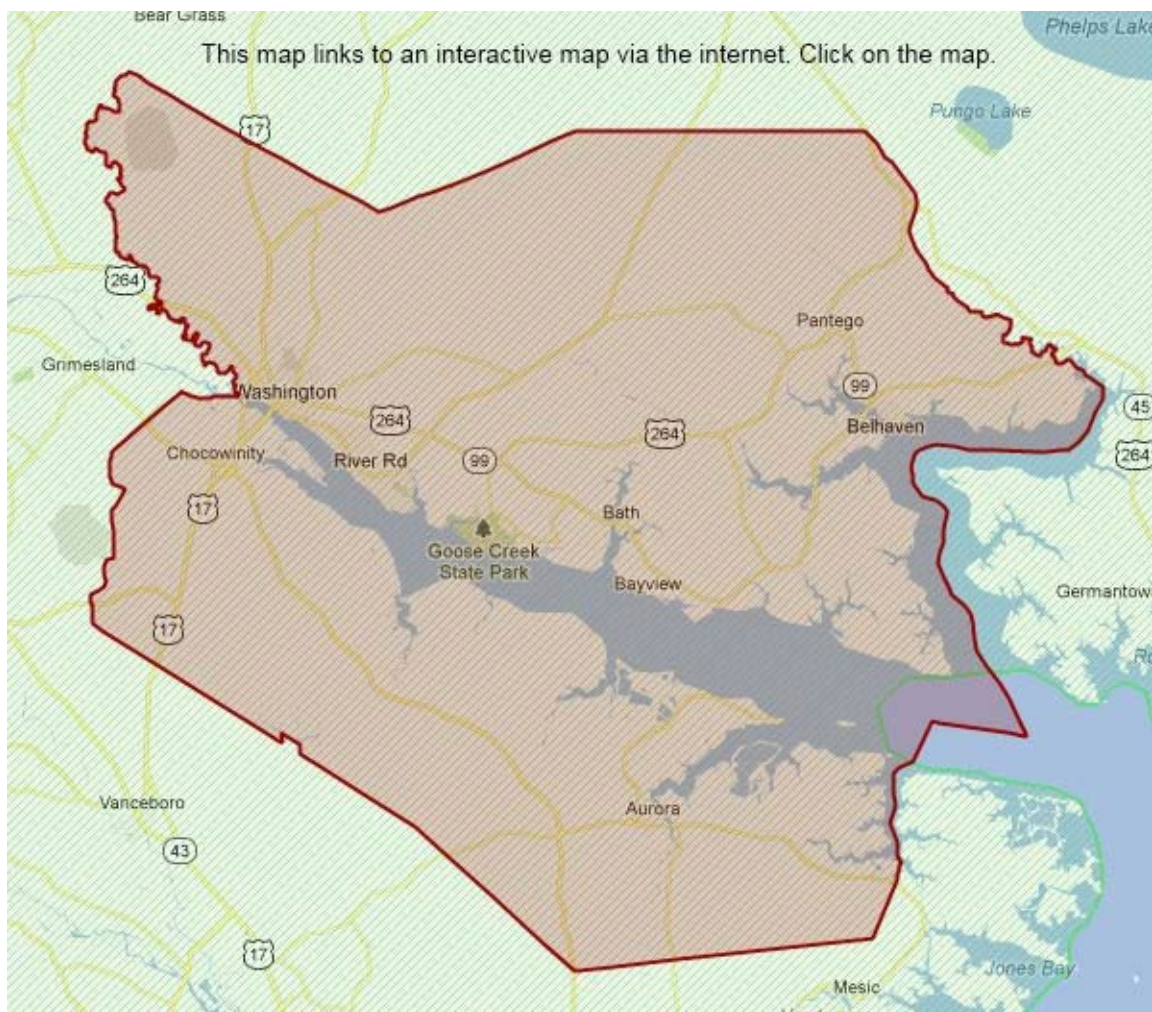 Bear Grass
Phelps Lake
This map links to an interactive map via the internet. Click on the map.
Pungo Lake
17
264
Pantego
Grimesland
Washington
99
45
264
Belhaven
264
264
Chocowinity
River Rd
99
17
Bath
Goose Creek
State Park
Bayview
Germantow
17
Ro
Vanceboro
Aurora
43
17
Jones Bay
Mesic